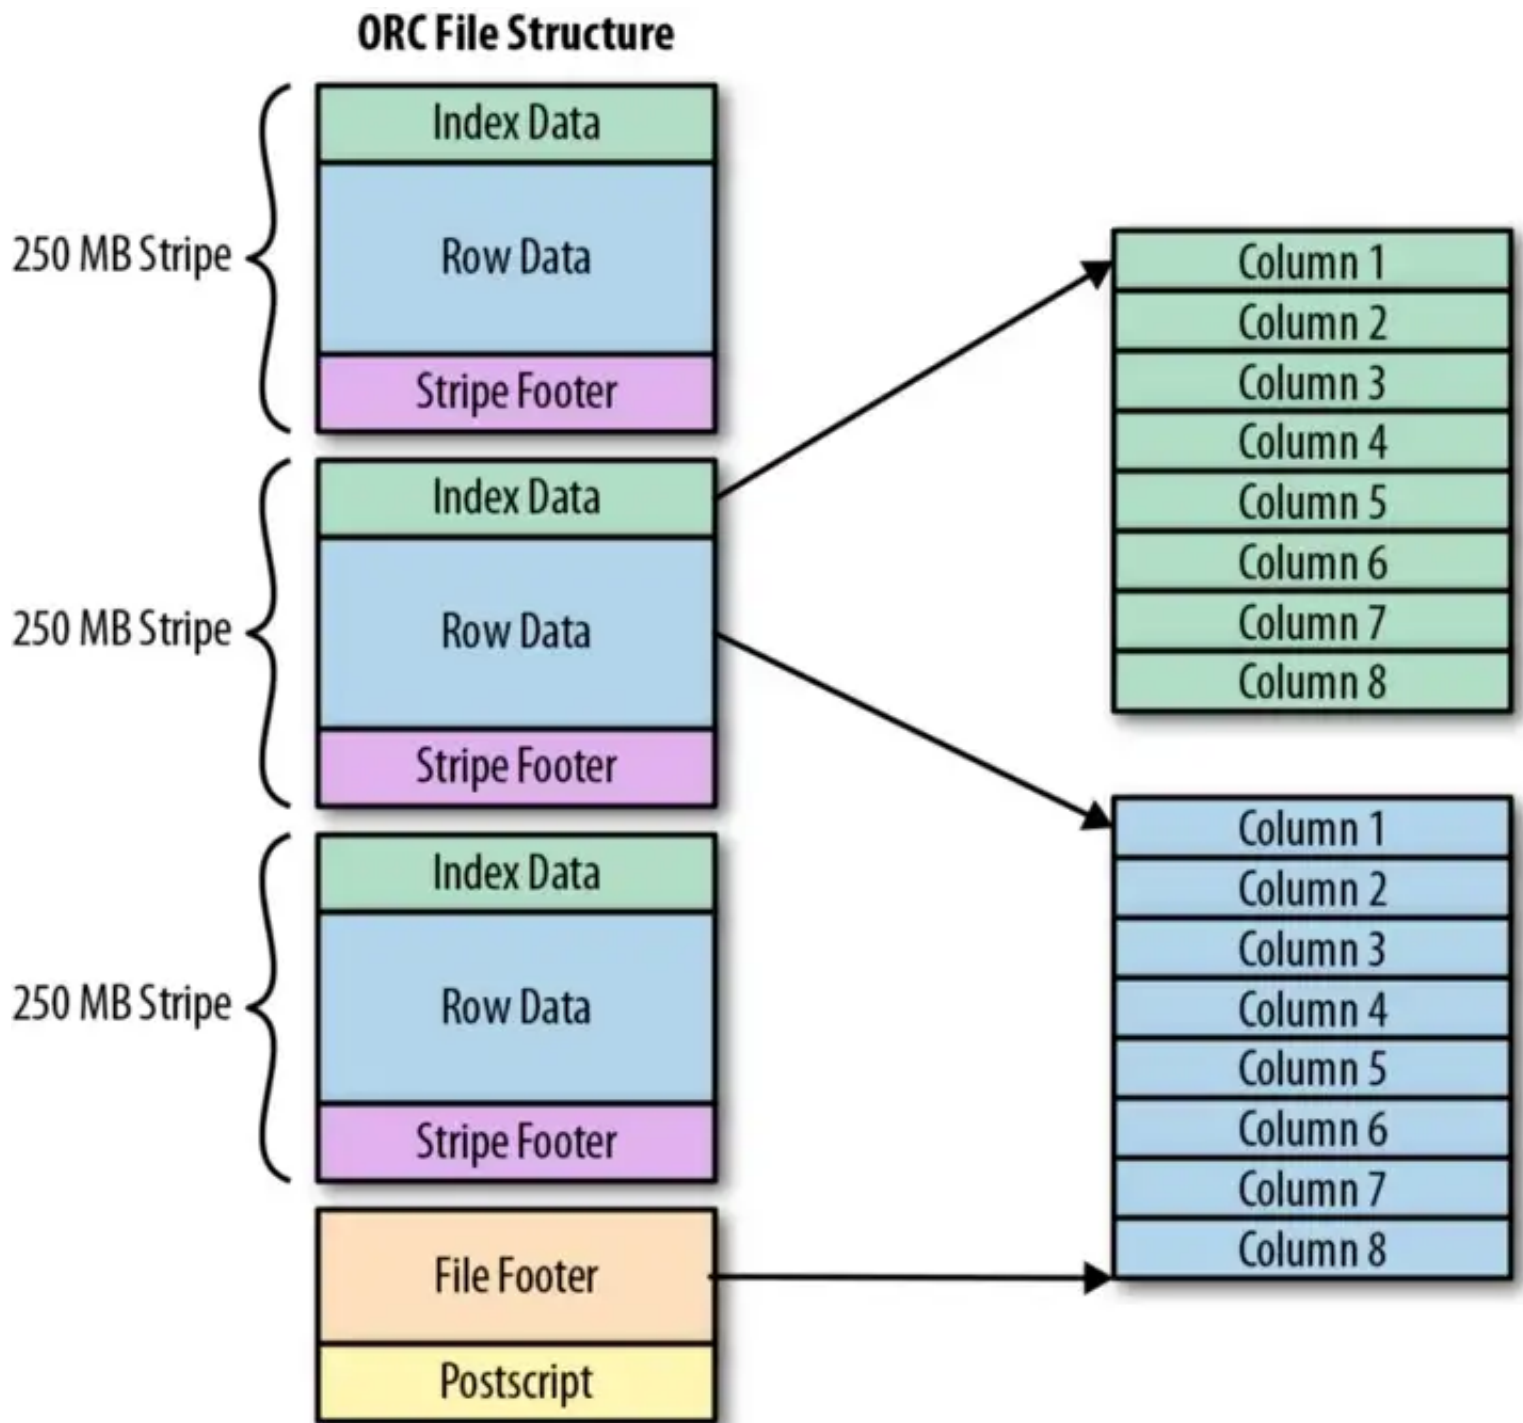 ORC File Structure
250 MB Stripe
Index Data
Row Data
Stripe Footer
250 MB Stripe
Index Data
Row Data
Stripe Footer
250 MB Stripe
Index Data
Row Data
Stripe Footer
File Footer
Postscript
Column 1
Column 2
Column 3
Column 4
Column 5
Column 6
Column 7
Column 8
Column 1
Column 2
Column 3
Column 4
Column 5
Column 6
Column 7
Column 8